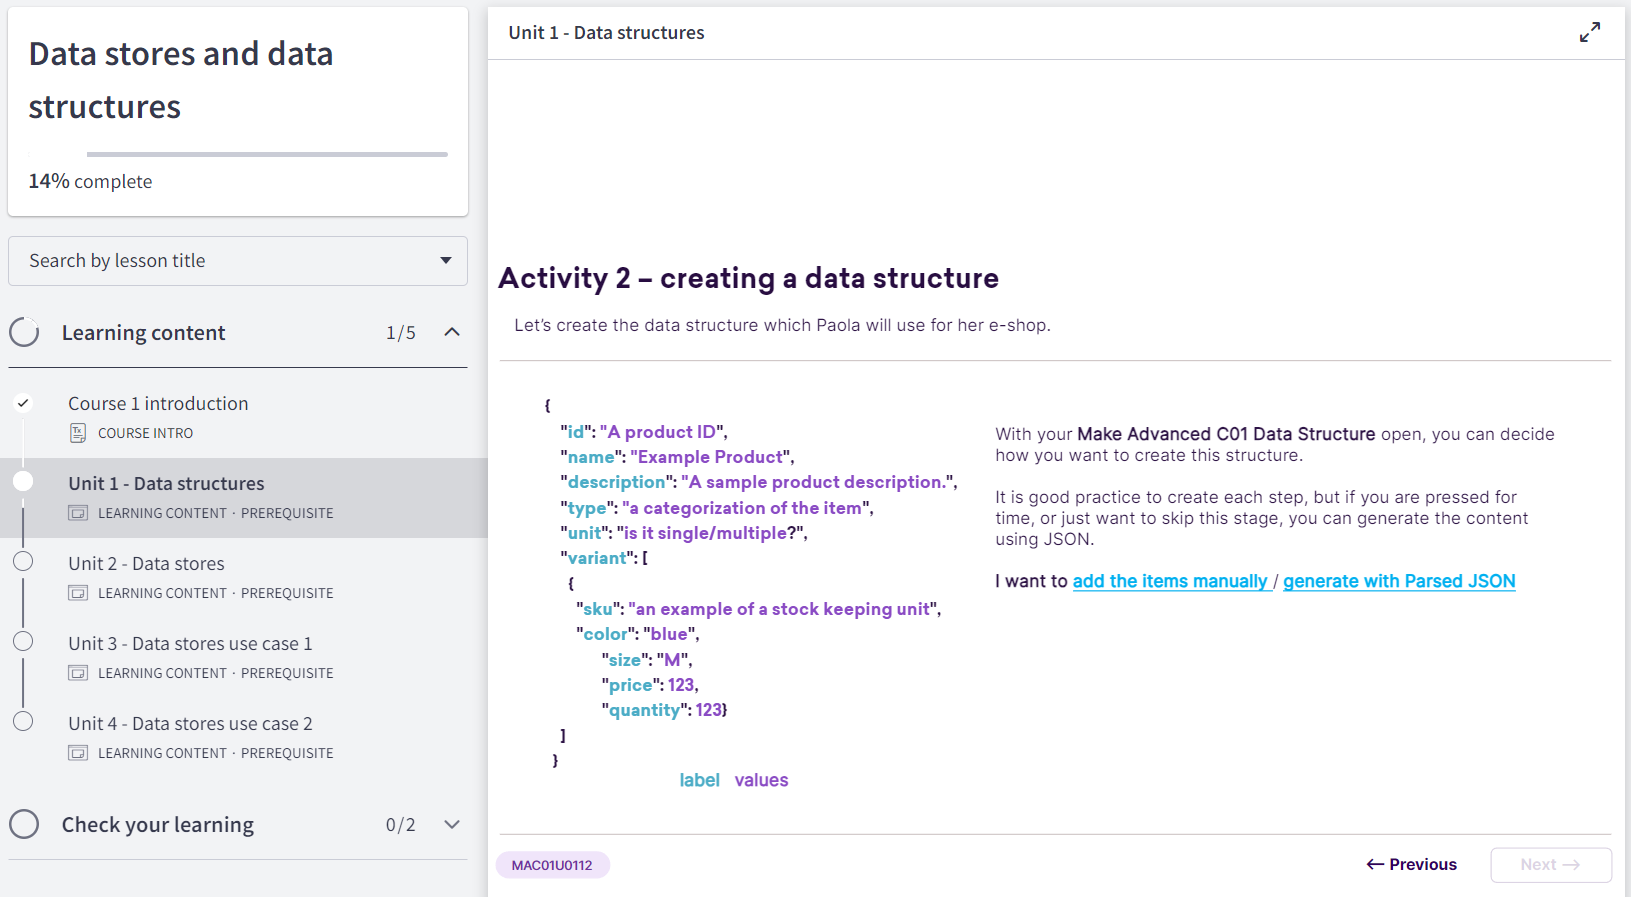 Data stores and data
structures
14% complete
Search by lesson title
Learning content 1/5
Course 1 introduction
COURSE INTRO
Unit 1 - Data structures
LEARNING CONTENT · PREREQUISITE
Unit 2 - Data stores
LEARNING CONTENT · PREREQUISITE
Unit 3 - Data stores use case 1
LEARNING CONTENT · PREREQUISITE
Unit 4 - Data stores use case 2
LEARNING CONTENT · PREREQUISITE
Check your learning 0/2
Unit 1 - Data structures
Activity 2 – creating a data structure
Let's create the data structure which Paola will use for her e-shop.
{
"id": "A product ID",
"name": "Example Product",
"description": "A sample product description.",
"type": "a categorization of the item",
"unit": "is it single/multiple?",
"variant": [
{
"sku": "an example of a stock keeping unit",
"color": "blue",
"size": "M",
"price": 123,
"quantity": 123}
]
}
label values
With your Make Advanced C01 Data Structure open, you can decide
how you want to create this structure.
It is good practice to create each step, but if you are pressed for
time, or just want to skip this stage, you can generate the content
using JSON.
I want to add the items manually / generate with Parsed JSON
MAC01U0112
← Previous
Next →